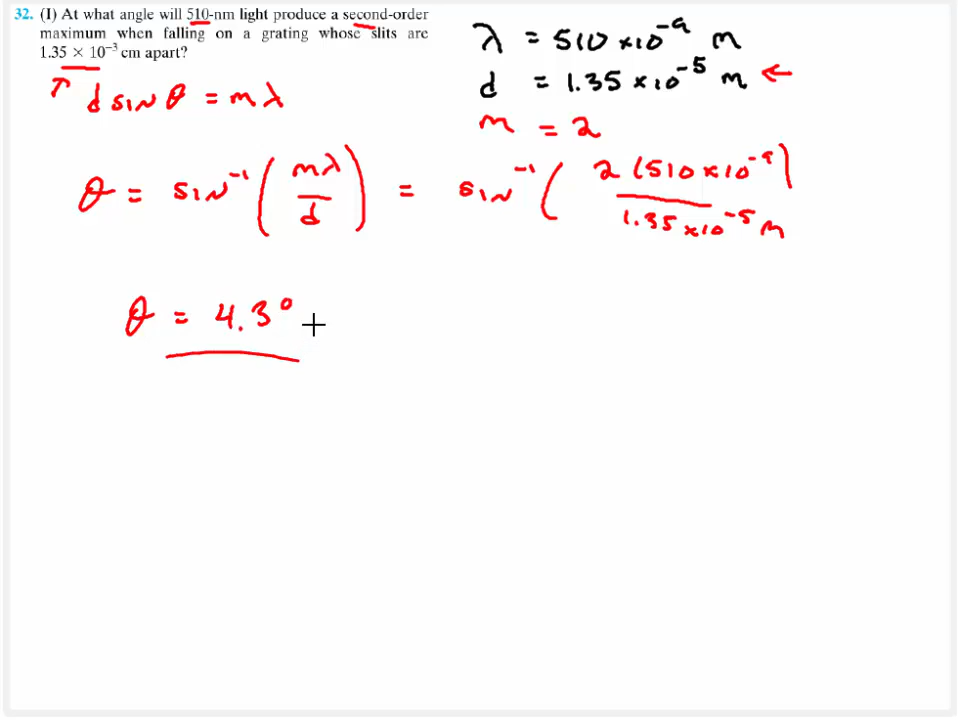 32. (I) At what angle will 510-nm light produce a second-order
maximum when falling on a grating whose slits are
1.35 × 10⁻³ cm apart?
λ = 510 × 10⁻⁹ m
d = 1.35 × 10⁻⁵ m ←
m = 2
↑ d sin θ = mλ
θ = sin⁻¹ (mλ / d) = sin⁻¹ (2 (510 × 10⁻⁹) / 1.35 × 10⁻⁵ m)
θ = 4.3°